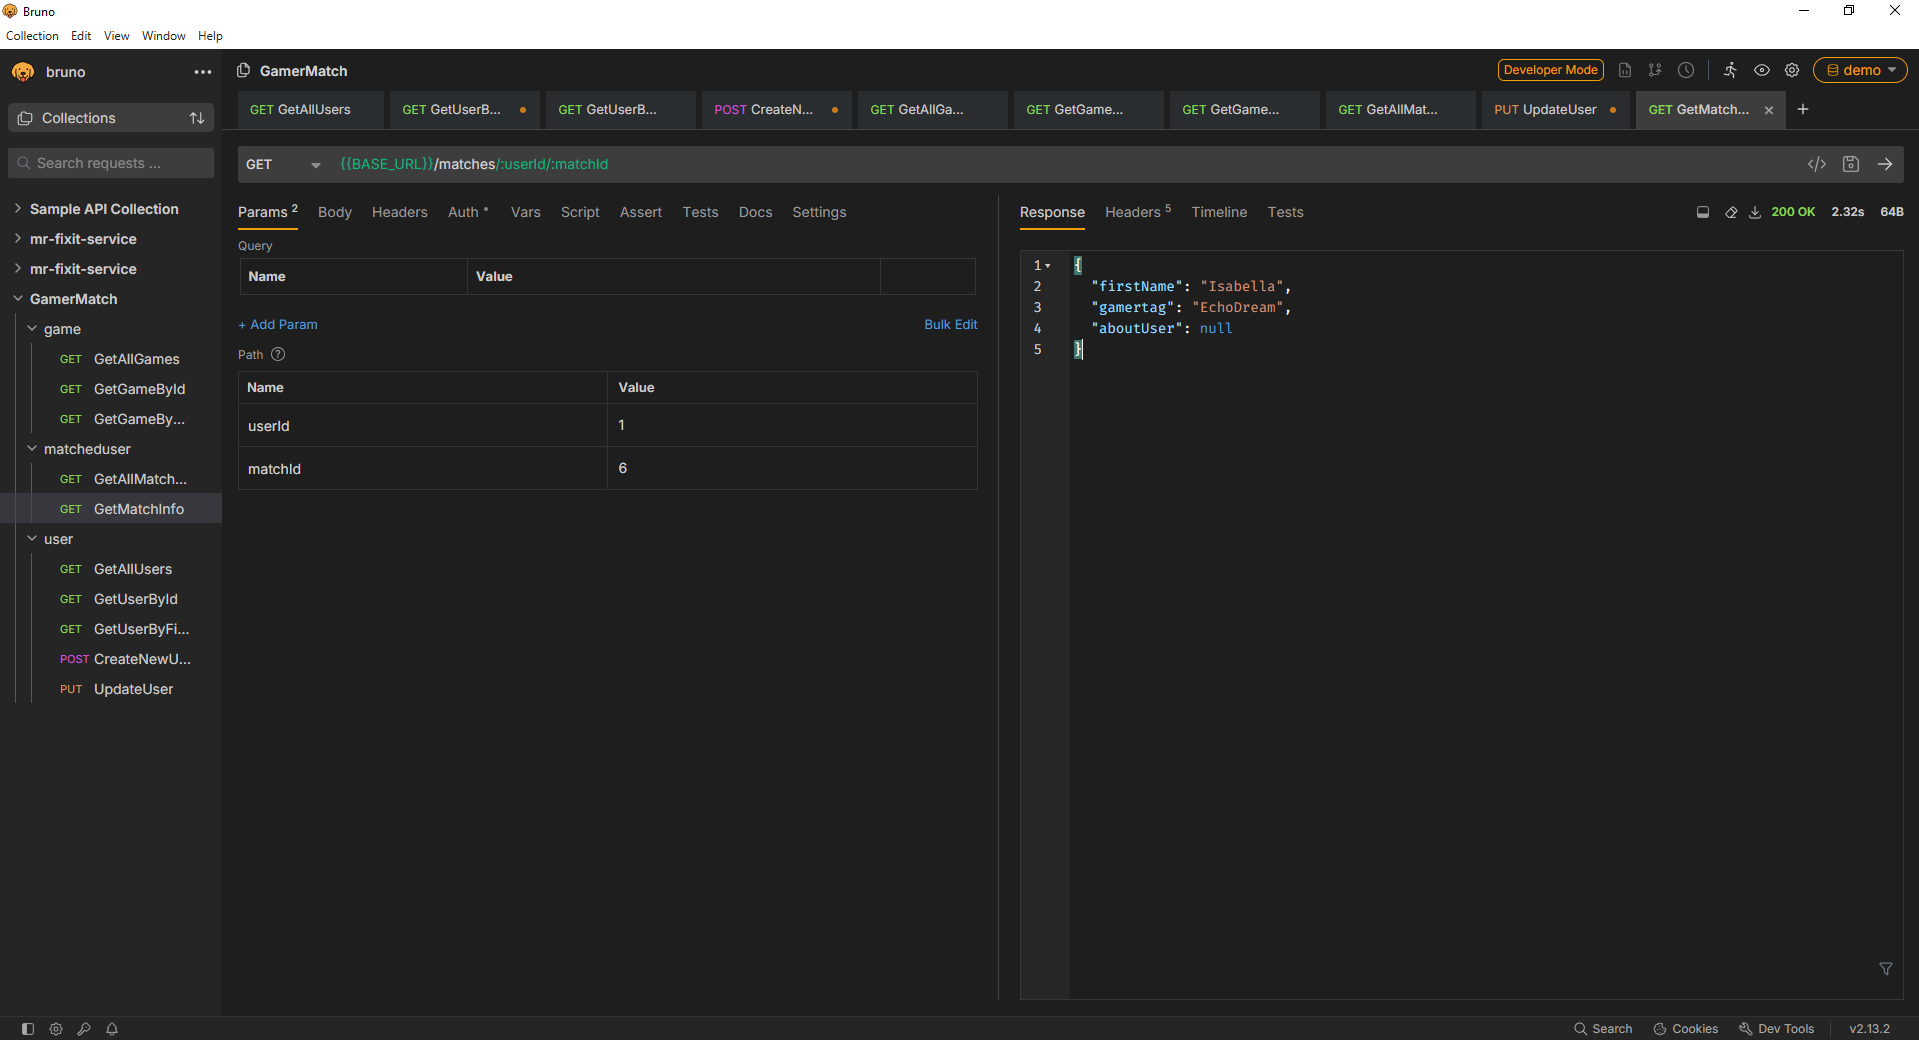 Bruno
Collection Edit View Window Help
bruno
GamerMatch
Developer Mode
demo
Collections
GET GetAllUsers
GET GetUserB...
GET GetUserB...
POST CreateN...
GET GetAllGa...
GET GetGame...
GET GetGame...
GET GetAllMat...
PUT UpdateUser
GET GetMatch...
Search requests ...
GET
{{BASE_URL}}/matches/:userId/:matchId
Sample API Collection
mr-fixit-service
mr-fixit-service
GamerMatch
game
GET GetAllGames
GET GetGameById
GET GetGameBy...
matcheduser
GET GetAllMatch...
GET GetMatchInfo
user
GET GetAllUsers
GET GetUserById
GET GetUserByFi...
POST CreateNewU...
PUT UpdateUser
Params 2 Body Headers Auth Vars Script Assert Tests Docs Settings
Query
Name Value
+ Add Param Bulk Edit
Path
Name Value
userId 1
matchId 6
Response Headers 5 Timeline Tests
200 OK 2.32s 64B
1 {
2 "firstName": "Isabella",
3 "gamertag": "EchoDream",
4 "aboutUser": null
5 }
Search Cookies Dev Tools v2.13.2